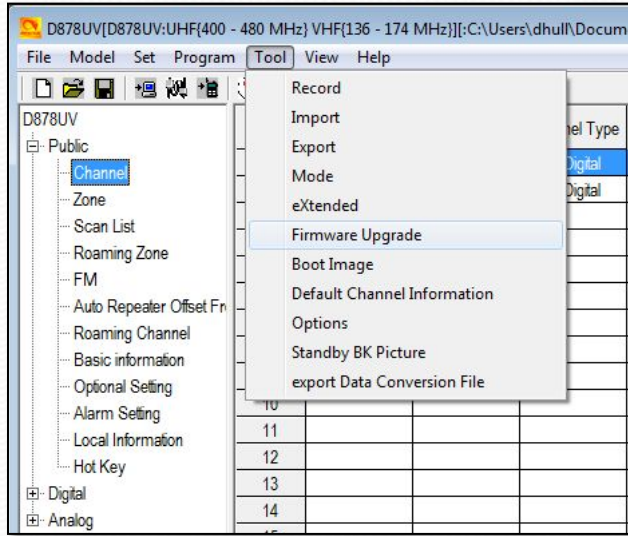 D878UV[D878UV:UHF{400 - 480 MHz} VHF{136 - 174 MHz}][:C:\Users\dhull\Docum
File Model Set Program Tool View Help
D878UV
Public
Channel
Zone
Scan List
Roaming Zone
FM
Auto Repeater Offset Fr
Roaming Channel
Basic information
Optional Setting
Alarm Setting
Local Information
Hot Key
Digital
Analog
Record
Import
Export
Mode
eXtended
Firmware Upgrade
Boot Image
Default Channel Information
Options
Standby BK Picture
export Data Conversion File
nel Type
Digital
Digital
10
11
12
13
14